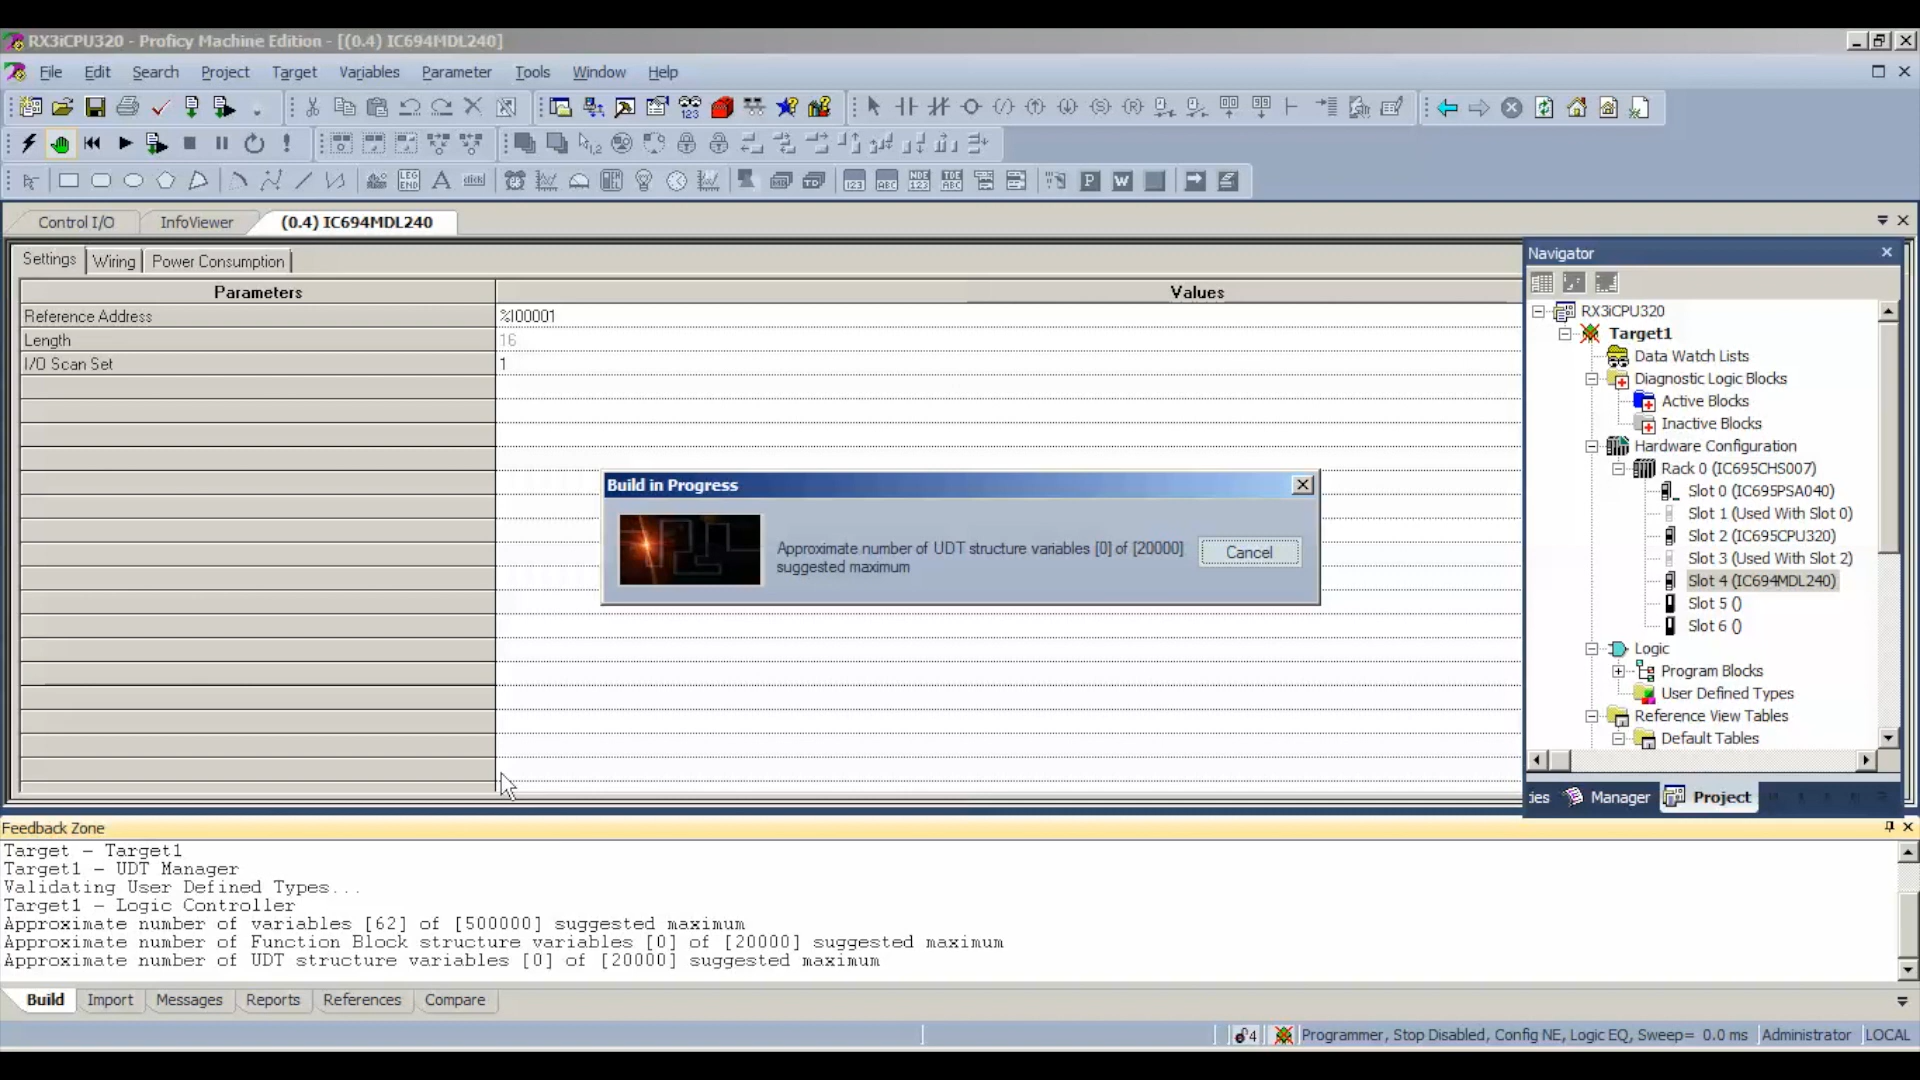 RX3iCPU320 - Proficy Machine Edition - [(0.4) IC694MDL240]
File Edit Search Project Target Variables Parameter Tools Window Help
Control I/O InfoViewer (0.4) IC694MDL240
Settings Wiring Power Consumption
Parameters Values
Reference Address %I00001
Length 16
I/O Scan Set 1
Build in Progress
Approximate number of UDT structure variables [0] of [20000]
suggested maximum
Cancel
Navigator
RX3iCPU320
Target1
Data Watch Lists
Diagnostic Logic Blocks
Active Blocks
Inactive Blocks
Hardware Configuration
Rack 0 (IC695CHS007)
Slot 0 (IC695PSA040)
Slot 1 (Used With Slot 0)
Slot 2 (IC695CPU320)
Slot 3 (Used With Slot 2)
Slot 4 (IC694MDL240)
Slot 5 ()
Slot 6 ()
Logic
Program Blocks
User Defined Types
Reference View Tables
Default Tables
ies Manager Project
Feedback Zone
Target - Target1
Target1 - UDT Manager
Validating User Defined Types...
Target1 - Logic Controller
Approximate number of variables [62] of [500000] suggested maximum
Approximate number of Function Block structure variables [0] of [20000] suggested maximum
Approximate number of UDT structure variables [0] of [20000] suggested maximum
Build Import Messages Reports References Compare
4 Programmer, Stop Disabled, Config NE, Logic EQ, Sweep= 0.0 ms Administrator LOCAL